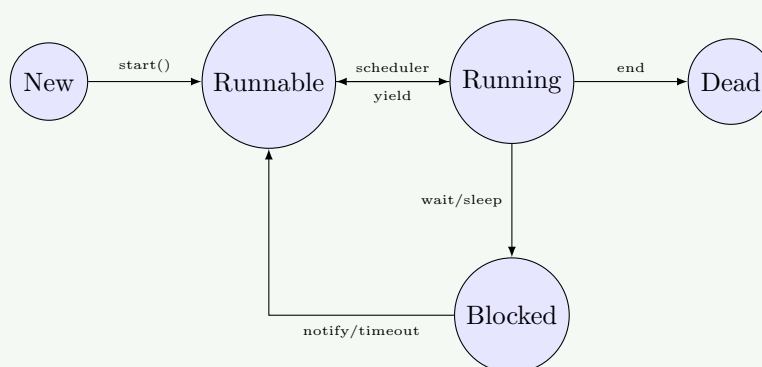 New
start()
Runnable
scheduler
yield
Running
end
Dead
wait/sleep
Blocked
notify/timeout